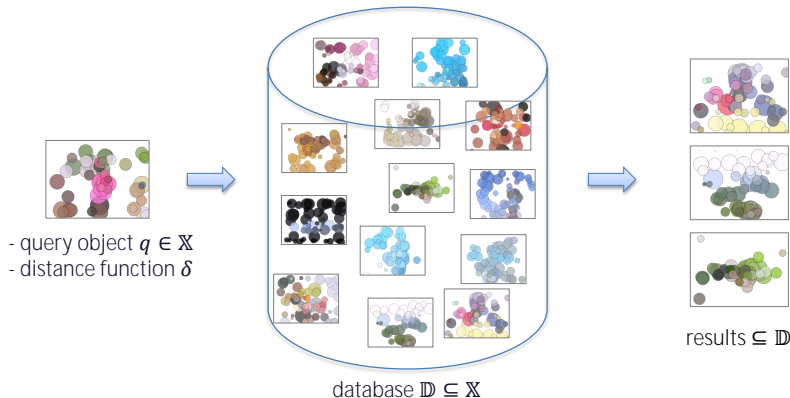 - query object q ∈ 𝕏
- distance function δ
database 𝔻 ⊆ 𝕏
results ⊆ 𝔻